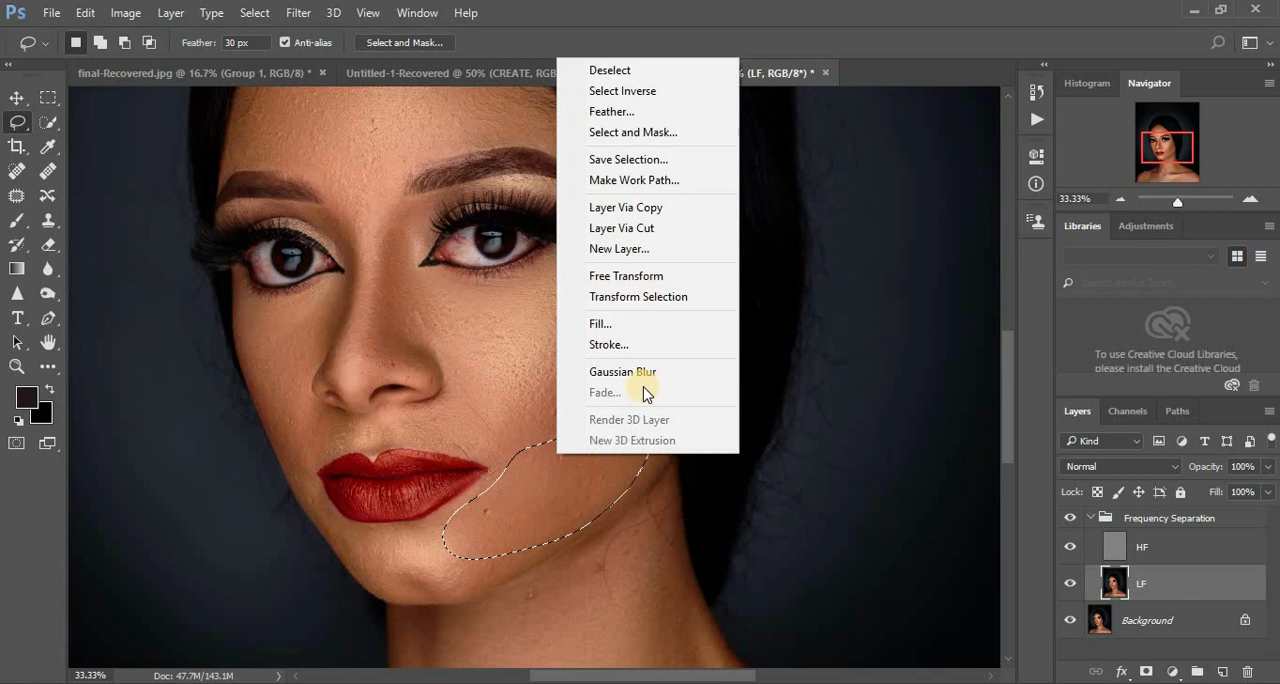 Ps File Edit Image Layer Type Select Filter 3D View Window Help
Feather: 30 px Anti-alias Select and Mask...
final-Recovered.jpg @ 16.7% (Group 1, RGB/8) * × Untitled-1-Recovered @ 50% (CREATE, RGB % (LF, RGB/8*) * ×
Deselect
Select Inverse
Feather...
Select and Mask...
Save Selection...
Make Work Path...
Layer Via Copy
Layer Via Cut
New Layer...
Free Transform
Transform Selection
Fill...
Stroke...
Gaussian Blur
Fade...
Render 3D Layer
New 3D Extrusion
Histogram Navigator
33.33%
Libraries Adjustments
Search Adobe Stock
To use Creative Cloud Libraries,
please install the Creative Cloud
Layers Channels Paths
Kind
Normal Opacity: 100%
Lock: Fill: 100%
Frequency Separation
HF
LF
Background
33.33% Doc: 47.7M/143.1M